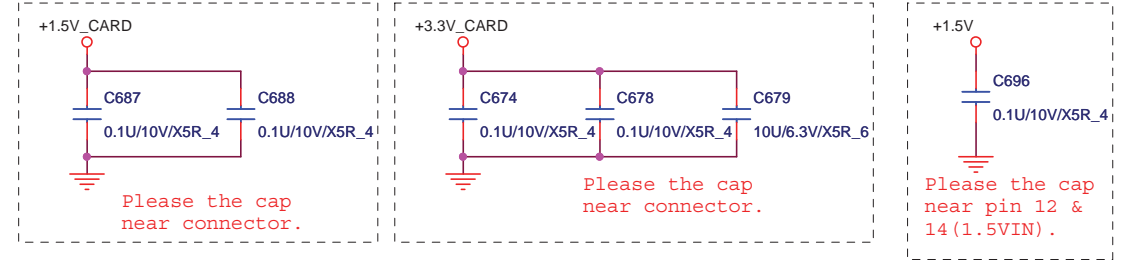 +1.5V_CARD
C687
0.1U/10V/X5R_4
C688
0.1U/10V/X5R_4
Please the cap
near connector.
+3.3V_CARD
C674
0.1U/10V/X5R_4
C678
0.1U/10V/X5R_4
C679
10U/6.3V/X5R_6
Please the cap
near connector.
+1.5V
C696
0.1U/10V/X5R_4
Please the cap
near pin 12 &
14(1.5VIN).